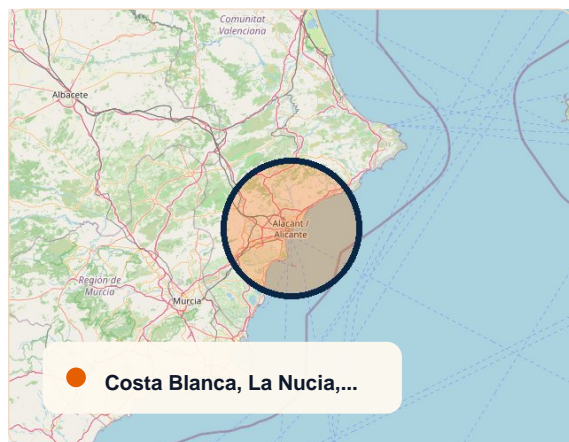 Comunitat
Valenciana
Albacete
Alacant /
Alicante
Región de
Murcia
Murcia
Costa Blanca, La Nucia,...